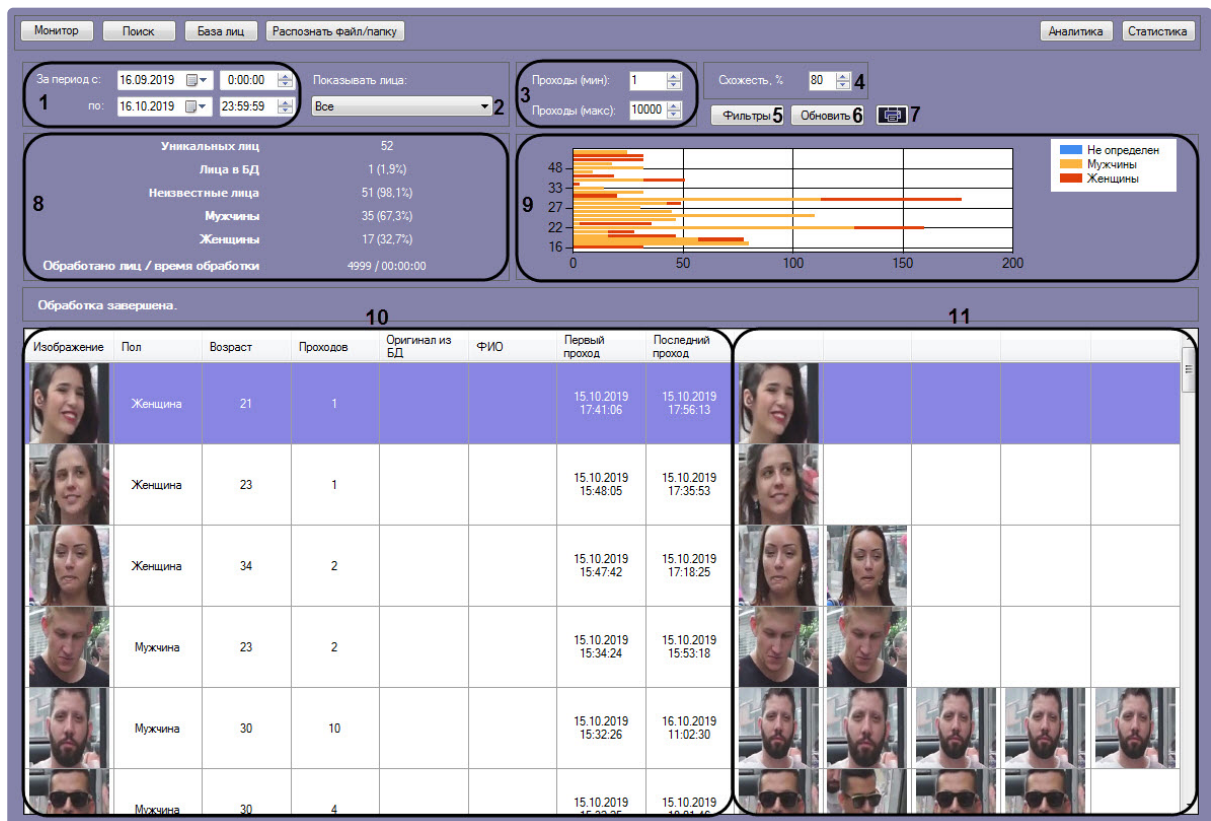 Монитор Поиск База лиц Распознать файл/папку Аналитика Статистика
За период с: 16.09.2019 0:00:00 Показывать лица: Проходы (мин): 1 Схожесть, % 80 4
1 по: 16.10.2019 23:59:59 Все 2 3 Проходы (макс): 10000 Фильтры 5 Обновить 6 7
Уникальных лиц 52
Лица в БД 1 (1,9%)
Неизвестные лица 51 (98,1%)
8
Мужчины 35 (67,3%)
Женщины 17 (32,7%)
Обработано лиц / время обработки 4999 / 00:00:00
9
48
33
27
22
16
0 50 100 150 200
Не определен
Мужчины
Женщины
Обработка завершена.
10 11
Изображение Пол Возраст Проходов Оригинал из БД ФИО Первый проход Последний проход
Женщина 21 1 15.10.2019 17:41:06 15.10.2019 17:56:13
Женщина 23 1 15.10.2019 15:48:05 15.10.2019 17:35:53
Женщина 34 2 15.10.2019 15:47:42 15.10.2019 17:18:25
Мужчина 23 2 15.10.2019 15:34:24 15.10.2019 15:53:18
Мужчина 30 10 15.10.2019 15:32:26 16.10.2019 11:02:30
Мужчина 30 4 15.10.2019 15.10.2019